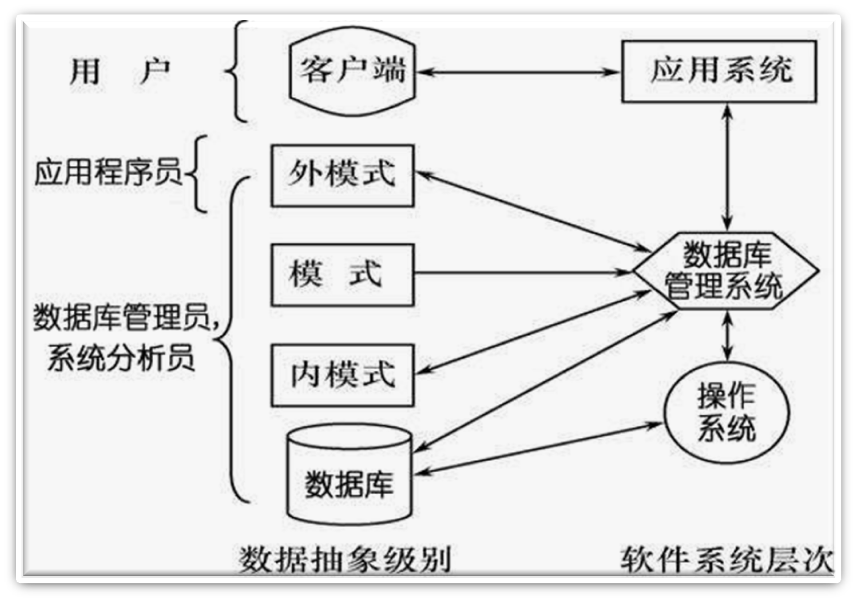 用 户
客户端
应用系统
应用程序员
外模式
模 式
数据库
管理系统
数据库管理员,
系统分析员
内模式
操作
系统
数据库
数据抽象级别
软件系统层次